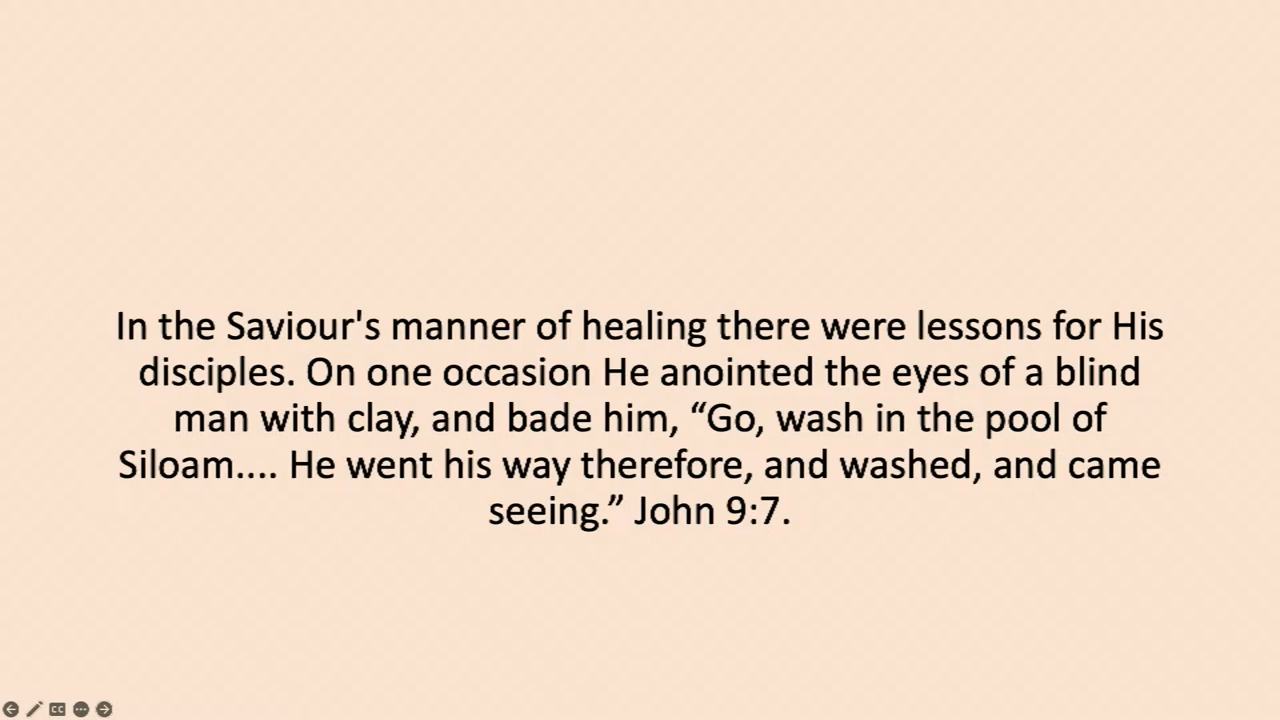 In the Saviour's manner of healing there were lessons for His
disciples. On one occasion He anointed the eyes of a blind
man with clay, and bade him, “Go, wash in the pool of
Siloam.... He went his way therefore, and washed, and came
seeing.” John 9:7.
CC